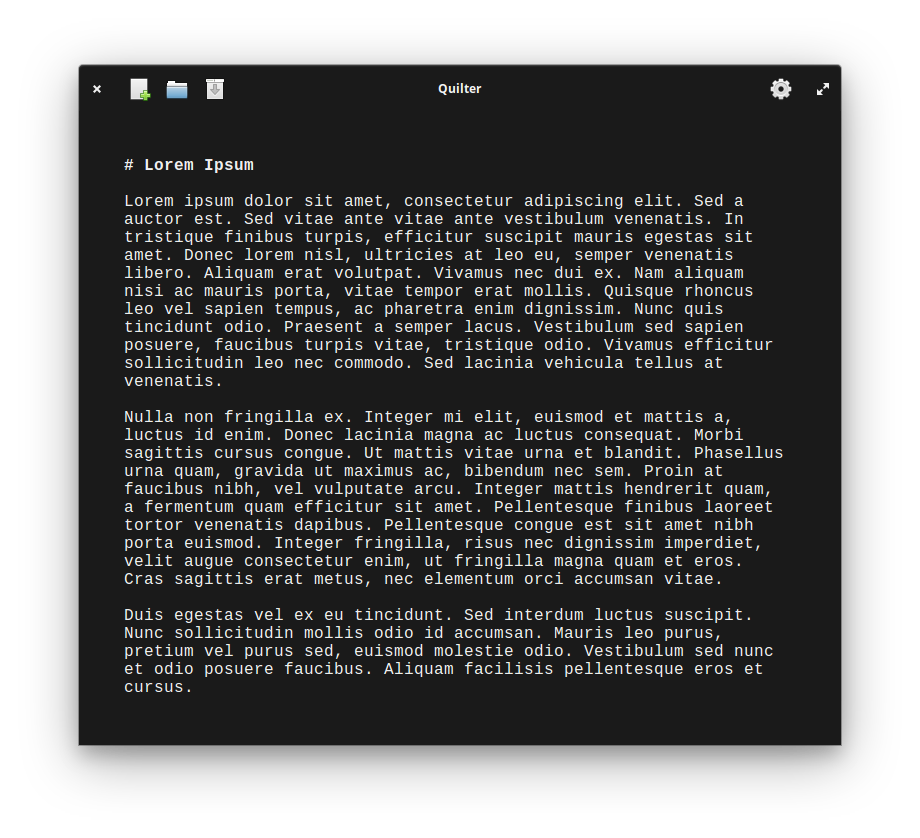 Quilter
# Lorem Ipsum
Lorem ipsum dolor sit amet, consectetur adipiscing elit. Sed a
auctor est. Sed vitae ante vitae ante vestibulum venenatis. In
tristique finibus turpis, efficitur suscipit mauris egestas sit
amet. Donec lorem nisl, ultricies at leo eu, semper venenatis
libero. Aliquam erat volutpat. Vivamus nec dui ex. Nam aliquam
nisi ac mauris porta, vitae tempor erat mollis. Quisque rhoncus
leo vel sapien tempus, ac pharetra enim dignissim. Nunc quis
tincidunt odio. Praesent a semper lacus. Vestibulum sed sapien
posuere, faucibus turpis vitae, tristique odio. Vivamus efficitur
sollicitudin leo nec commodo. Sed lacinia vehicula tellus at
venenatis.
Nulla non fringilla ex. Integer mi elit, euismod et mattis a,
luctus id enim. Donec lacinia magna ac luctus consequat. Morbi
sagittis cursus congue. Ut mattis vitae urna et blandit. Phasellus
urna quam, gravida ut maximus ac, bibendum nec sem. Proin at
faucibus nibh, vel vulputate arcu. Integer mattis hendrerit quam,
a fermentum quam efficitur sit amet. Pellentesque finibus laoreet
tortor venenatis dapibus. Pellentesque congue est sit amet nibh
porta euismod. Integer fringilla, risus nec dignissim imperdiet,
velit augue consectetur enim, ut fringilla magna quam et eros.
Cras sagittis erat metus, nec elementum orci accumsan vitae.
Duis egestas vel ex eu tincidunt. Sed interdum luctus suscipit.
Nunc sollicitudin mollis odio id accumsan. Mauris leo purus,
pretium vel purus sed, euismod molestie odio. Vestibulum sed nunc
et odio posuere faucibus. Aliquam facilisis pellentesque eros et
cursus.